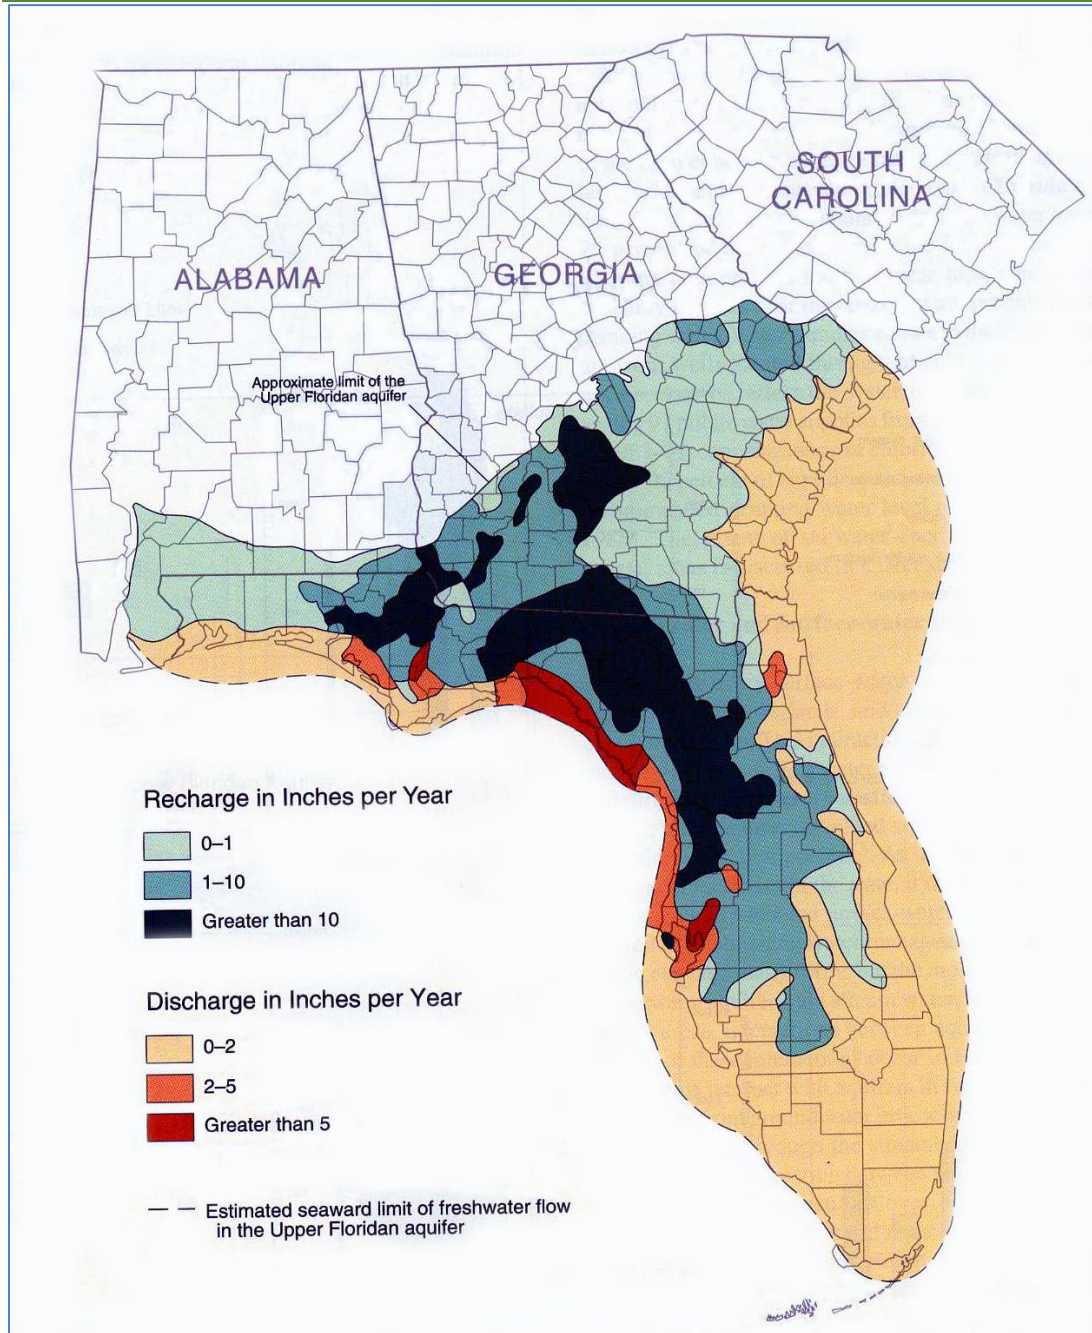 SOUTH
CAROLINA
ALABAMA
GEORGIA
Approximate limit of the
Upper Floridan aquifer
Recharge in Inches per Year
0–1
1–10
Greater than 10
Discharge in Inches per Year
0–2
2–5
Greater than 5
Estimated seaward limit of freshwater flow
in the Upper Floridan aquifer